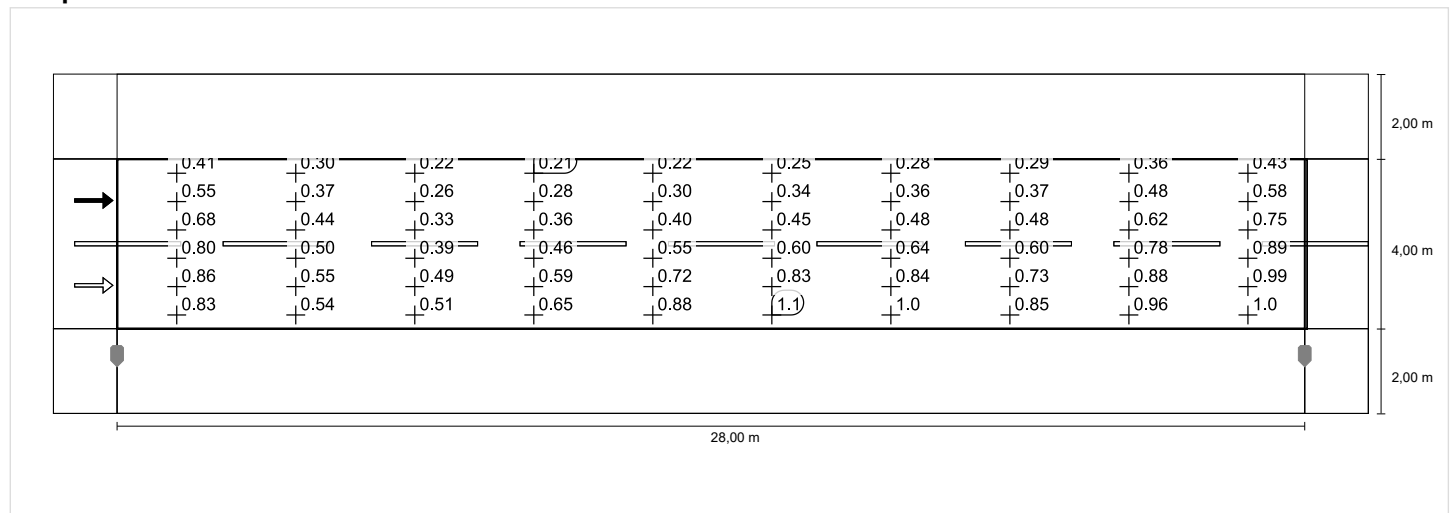 2,00 m
0.41 0.30 0.22 0.21 0.22 0.25 0.28 0.29 0.36 0.43
0.55 0.37 0.26 0.28 0.30 0.34 0.36 0.37 0.48 0.58
0.68 0.44 0.33 0.36 0.40 0.45 0.48 0.48 0.62 0.75
0.80 0.50 0.39 0.46 0.55 0.60 0.64 0.60 0.78 0.89
4,00 m
0.86 0.55 0.49 0.59 0.72 0.83 0.84 0.73 0.88 0.99
0.83 0.54 0.51 0.65 0.88 1.1 1.0 0.85 0.96 1.0
2,00 m
28,00 m